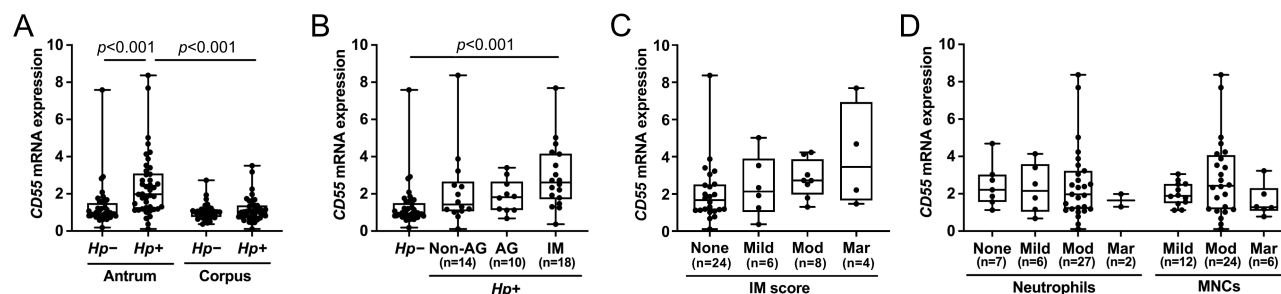 A
CD55 mRNA expression
10
8
6
4
2
0
p<0.001
p<0.001
Hp−
Hp+
Hp−
Hp+
Antrum
Corpus
B
CD55 mRNA expression
10
8
6
4
2
0
p<0.001
Hp− Non-AG AG IM
(n=14) (n=10) (n=18)
Hp+
C
CD55 mRNA expression
10
8
6
4
2
0
None Mild Mod Mar
(n=24) (n=6) (n=8) (n=4)
IM score
D
CD55 mRNA expression
10
8
6
4
2
0
None Mild Mod Mar
(n=7) (n=6) (n=27) (n=2)
Neutrophils
Mild Mod Mar
(n=12) (n=24) (n=6)
MNCs